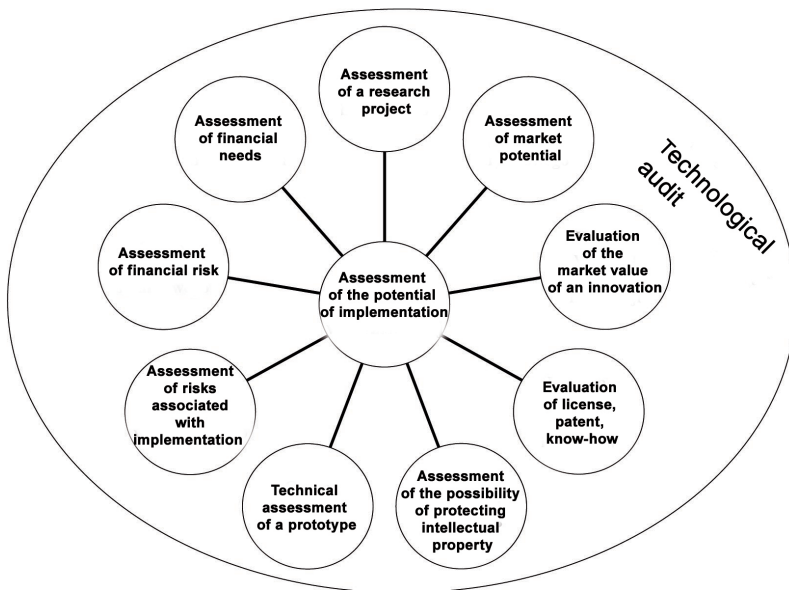 Assessment
of a research
project
Assessment
of market
potential
Evaluation
of the
market value
of an innovation
Evaluation
of license,
patent,
know-how
Assessment
of the possibility
of protecting
intellectual
property
Technical
assessment
of a prototype
Assessment
of risks
associated
with
implementation
Assessment
of financial risk
Assessment
of financial
needs
Assessment
of the potential
of implementation
Technological
audit